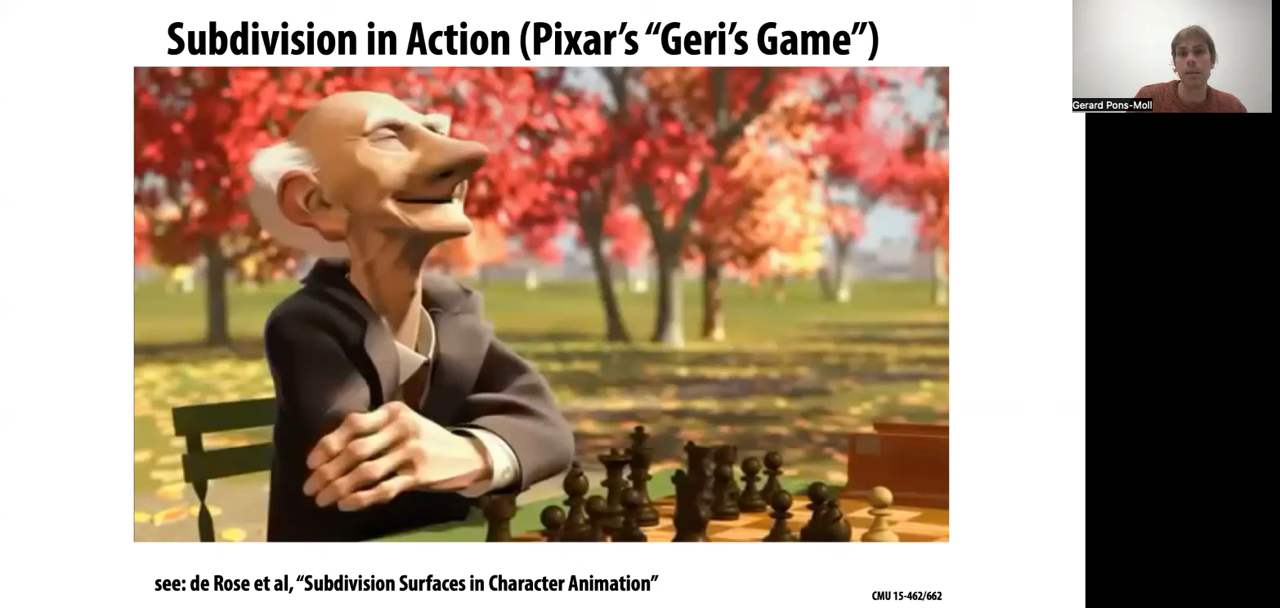 Subdivision in Action (Pixar's “Geri's Game”)
Gerard Pons-Moll
see: de Rose et al, “Subdivision Surfaces in Character Animation”
CMU 15-462/662